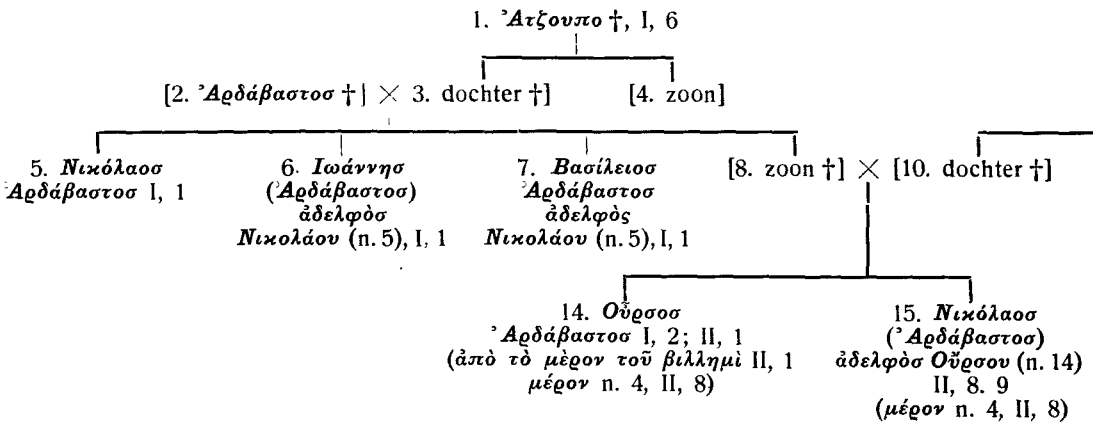 1. Ἀτζουπο †, I, 6
[2. Ἀρδάβαστοσ †] × 3. dochter †] [4. zoon]
5. Νικόλαοσ 6. Ιωάννησ 7. Βασίλειοσ [8. zoon †] × [10. dochter †]
Ἀρδάβαστοσ I, 1 (Ἀρδάβαστοσ) Ἀρδάβαστοσ
ἀδελφὸσ ἀδελφὸς
Νικολάου (n. 5), I, 1 Νικολάου (n. 5), I, 1
14. Οὖρσοσ 15. Νικόλαοσ
Ἀρδάβαστοσ I, 2; II, 1 (Ἀρδάβαστοσ)
(ἀπὸ τὸ μὲρον τοῦ βιλλημὶ II, 1 ἀδελφὸσ Οὔρσου (n. 14)
μέρον n. 4, II, 8) II, 8. 9
(μέρον n. 4, II, 8)